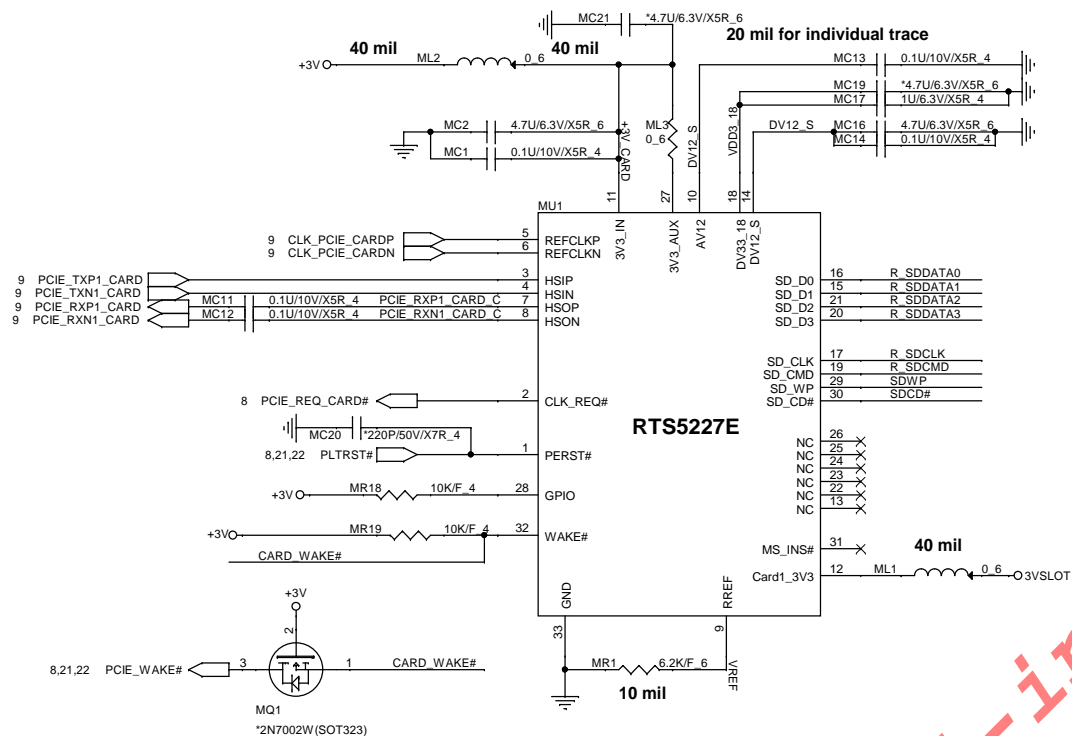 MC21 *4.7U/6.3V/X5R_6
20 mil for individual trace
40 mil
40 mil
+3V
ML2
0_6
MC13 0.1U/10V/X5R_4
MC19 *4.7U/6.3V/X5R_6
MC17 1U/6.3V/X5R_4
DV12_S
MC16 4.7U/6.3V/X5R_6
MC14 0.1U/10V/X5R_4
MC2 4.7U/6.3V/X5R_6
MC1 0.1U/10V/X5R_4
+3V_CARD
ML3
0_6
DV12_S
VDD3_18
11
27
10
18
14
MU1
3V3_IN
3V3_AUX
AV12
DV33_18
DV12_S
9 CLK_PCIE_CARDP 5 REFCLKP
9 CLK_PCIE_CARDN 6 REFCLKN
9 PCIE_TXP1_CARD 3 HSIP
9 PCIE_TXN1_CARD 4 HSIN
9 PCIE_RXP1_CARD MC11 0.1U/10V/X5R_4 PCIE_RXP1_CARD_C 7 HSOP
9 PCIE_RXN1_CARD MC12 0.1U/10V/X5R_4 PCIE_RXN1_CARD_C 8 HSON
SD_D0 16 R_SDDATA0
SD_D1 15 R_SDDATA1
SD_D2 21 R_SDDATA2
SD_D3 20 R_SDDATA3
SD_CLK 17 R_SDCLK
SD_CMD 19 R_SDCMD
SD_WP 29 SDWP
SD_CD# 30 SDCD#
8 PCIE_REQ_CARD# 2 CLK_REQ#
RTS5227E
MC20 *220P/50V/X7R_4
8,21,22 PLTRST# 1 PERST#
NC 26
NC 25
NC 24
NC 23
NC 22
NC 13
+3V MR18 10K/F_4 28 GPIO
+3V MR19 10K/F_4 32 WAKE#
CARD_WAKE#
MS_INS# 31
40 mil
Card1_3V3 12 ML1 0_6 3VSLOT
GND
RREF
33
9
MR1 6.2K/F_6
VREF
10 mil
+3V
2
8,21,22 PCIE_WAKE# 3 1 CARD_WAKE#
MQ1
*2N7002W(SOT323)